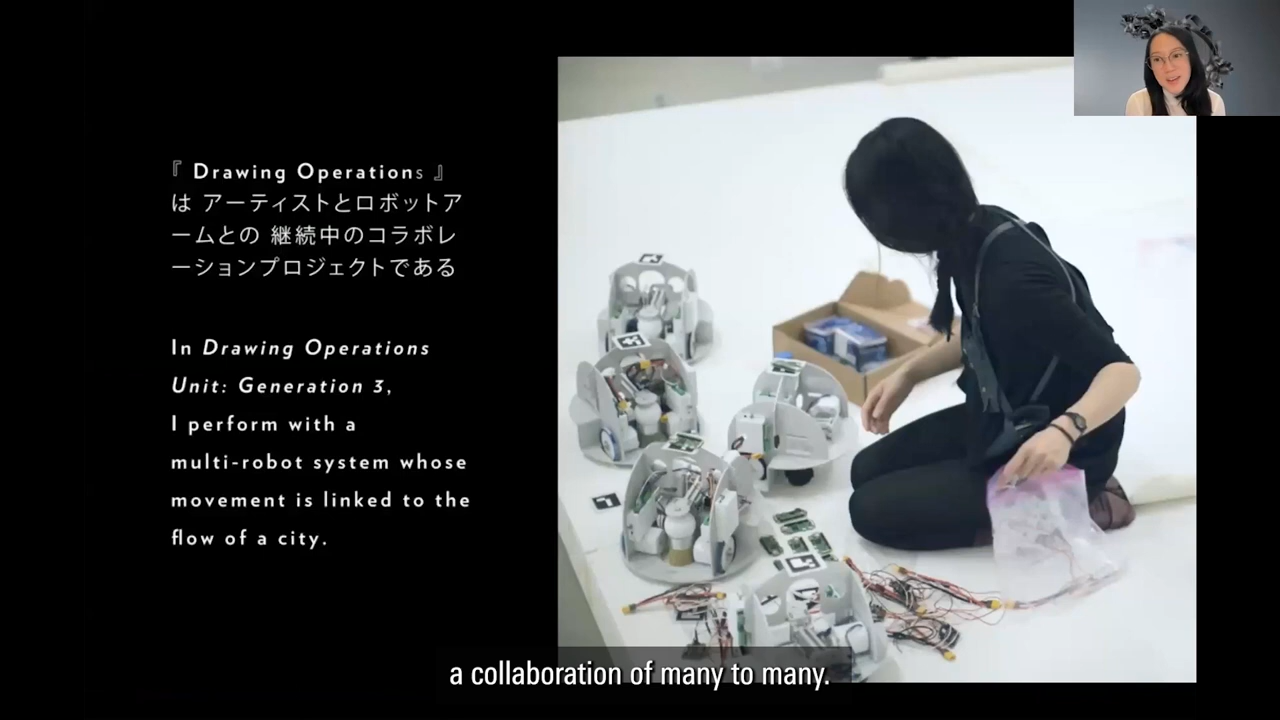 『 Drawing Operations 』
は アーティストとロボットア
ームとの 継続中のコラボレ
ーションプロジェクトである
In Drawing Operations
Unit: Generation 3,
I perform with a
multi-robot system whose
movement is linked to the
flow of a city.
a collaboration of many to many.